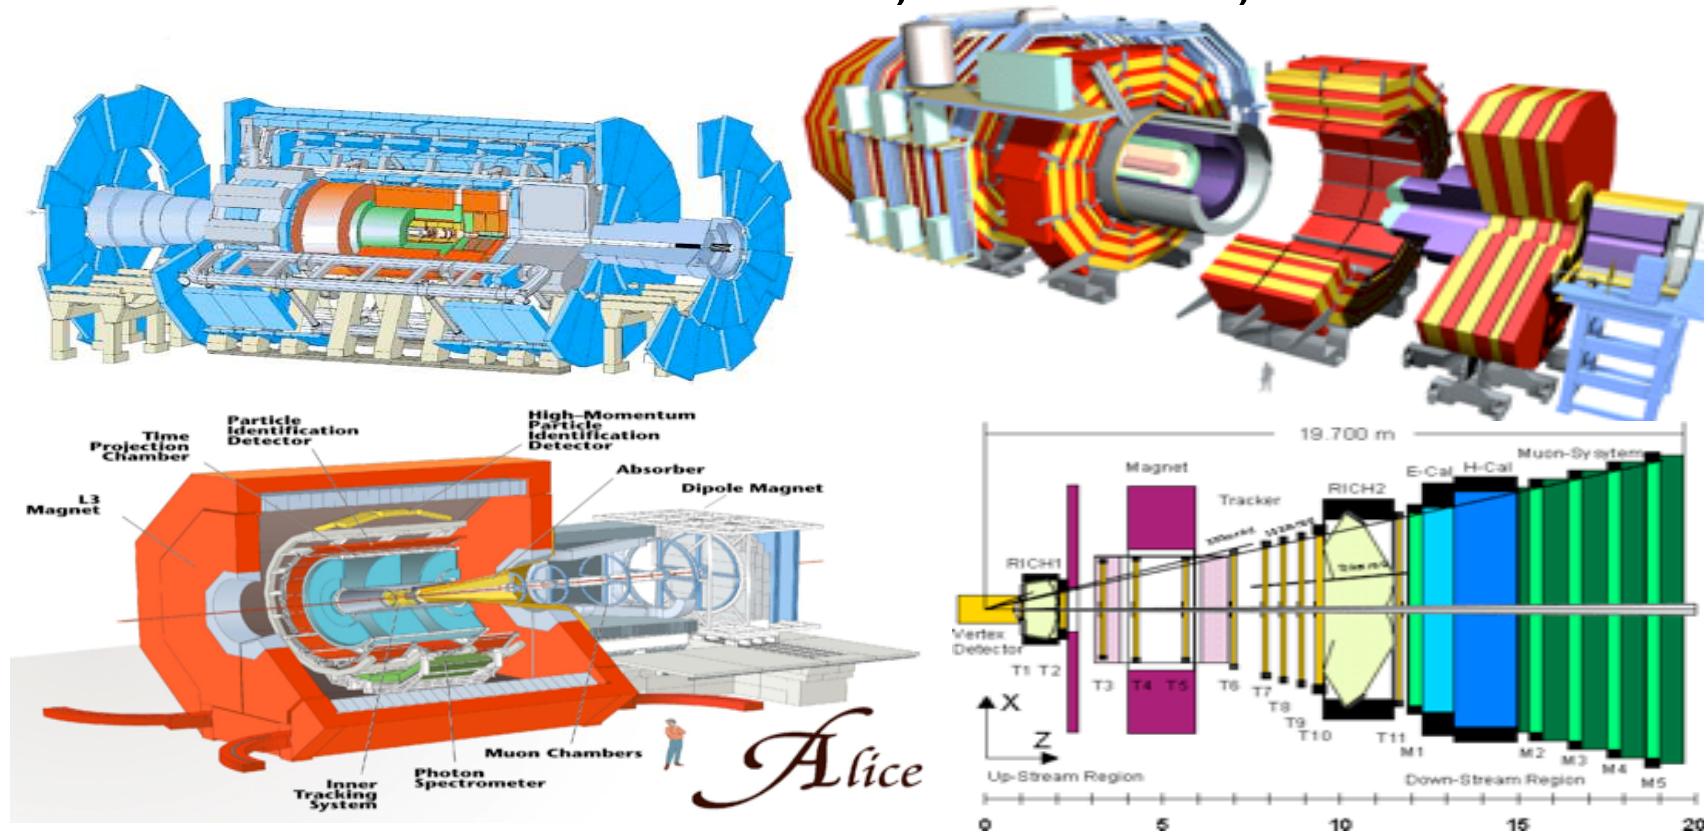 Particle
Identification
Detector
High-Momentum
Particle
Identification
Detector
Time
Projection
Chamber
Absorber
L3
Magnet
Dipole Magnet
Muon Chambers
Inner
Tracking
System
Photon
Spectrometer
Alice
19.700 m
Muon-Sysytem
E-Cal
H-Cal
Magnet
RICH2
Tracker
RICH1
Vertex
Detector
T1
T2
T3
T4
T5
T6
T7
T8
T9
T10
T11
M1
M2
M3
M4
M5
X
Z
Up-Stream Region
Down-Stream Region
0
5
10
15
20